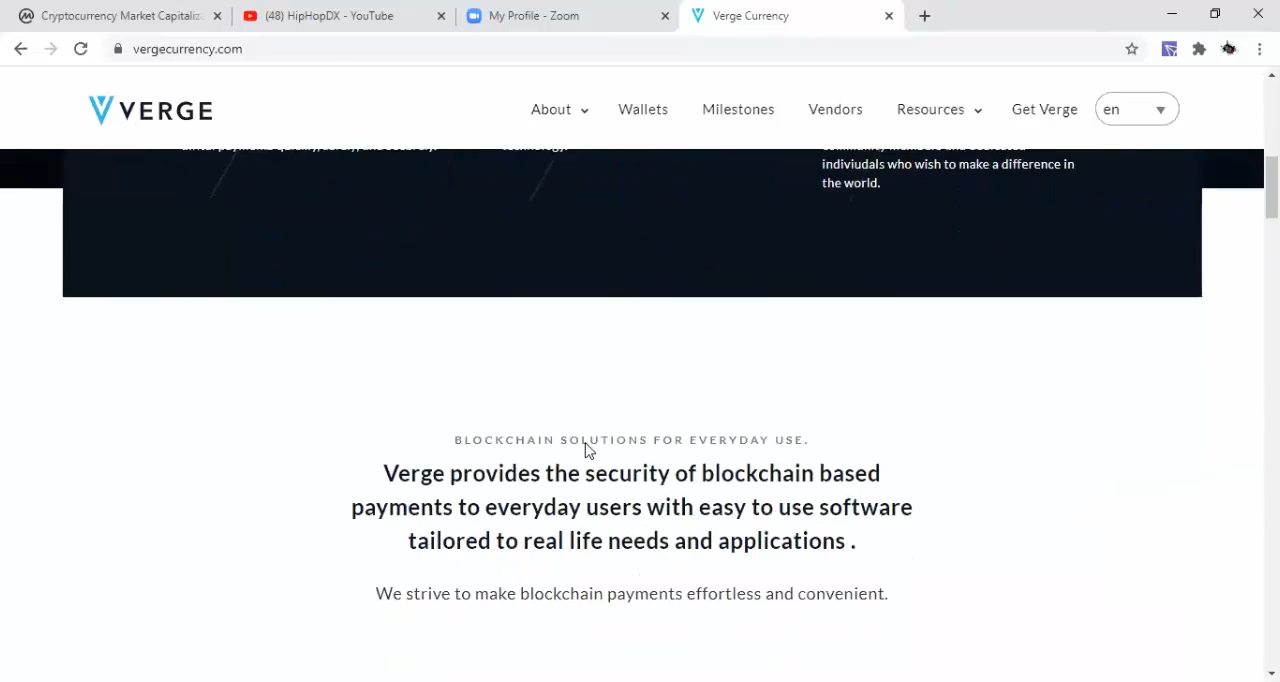 Cryptocurrency Market Capitaliz
(48) HipHopDX - YouTube
My Profile - Zoom
Verge Currency
vergecurrency.com
VERGE
About
Wallets
Milestones
Vendors
Resources
Get Verge
en
indiviudals who wish to make a difference in
the world.
BLOCKCHAIN SOLUTIONS FOR EVERYDAY USE.
Verge provides the security of blockchain based
payments to everyday users with easy to use software
tailored to real life needs and applications .
We strive to make blockchain payments effortless and convenient.